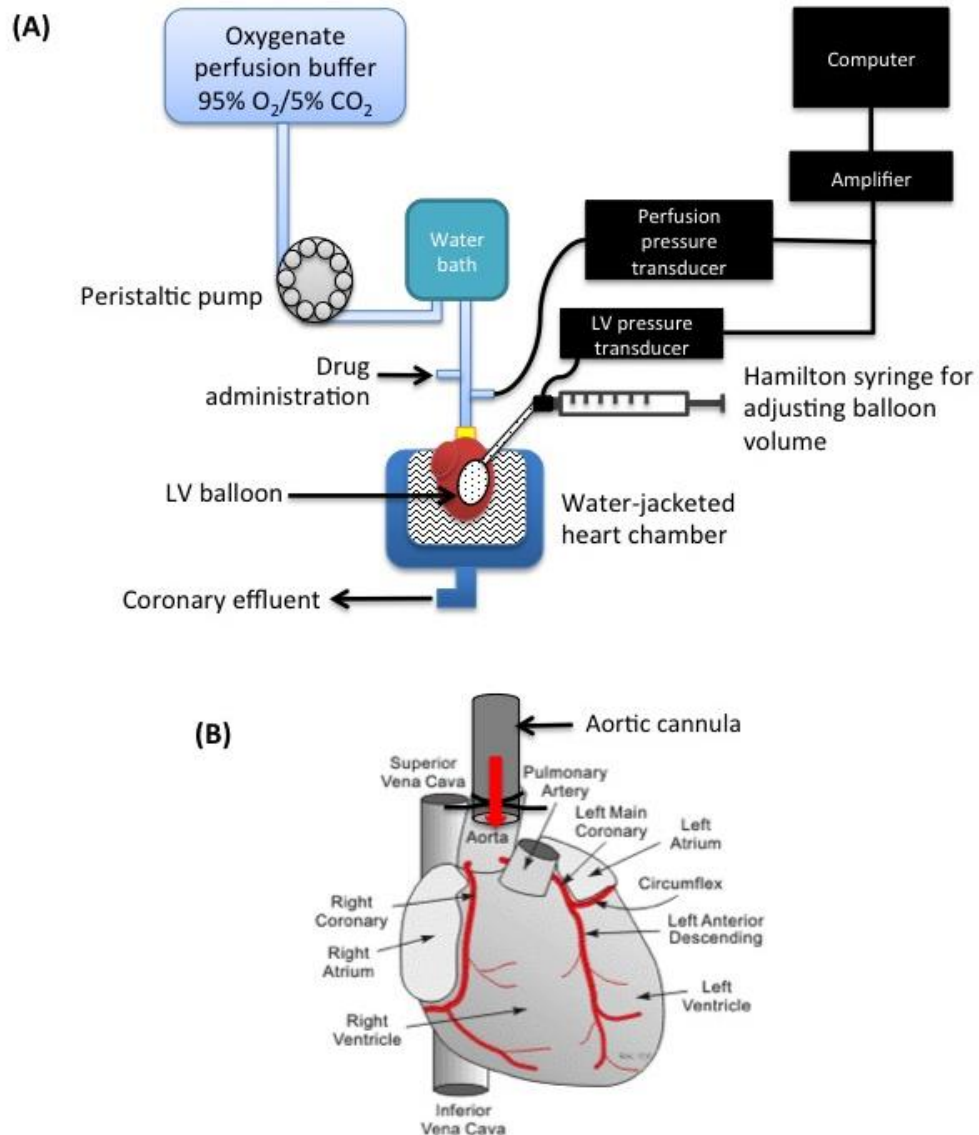 (A)
Oxygenate
perfusion buffer
95% O₂/5% CO₂
Computer
Amplifier
Perfusion
pressure
transducer
Water
bath
Peristaltic pump
LV pressure
transducer
Drug
administration
Hamilton syringe for
adjusting balloon
volume
LV balloon
Water-jacketed
heart chamber
Coronary effluent
(B)
Aortic cannula
Superior
Vena Cava
Pulmonary
Artery
Left Main
Coronary
Left
Atrium
Aorta
Circumflex
Right
Coronary
Left Anterior
Descending
Right
Atrium
Left
Ventricle
Right
Ventricle
Inferior
Vena Cava